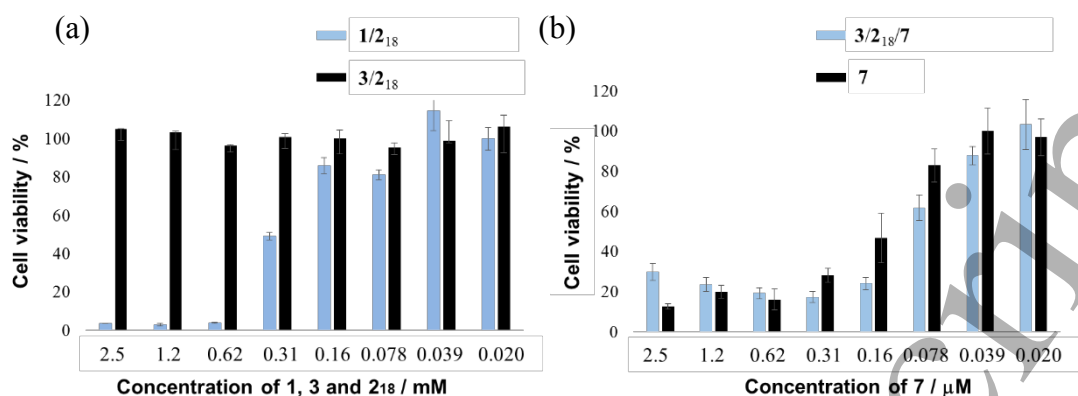 (a)
1/2₁₈
3/2₁₈
120
100
80
60
40
20
0
Cell viability / %
2.5 1.2 0.62 0.31 0.16 0.078 0.039 0.020
Concentration of 1, 3 and 2₁₈ / mM
(b)
3/2₁₈/7
7
120
100
80
60
40
20
0
Cell viability / %
2.5 1.2 0.62 0.31 0.16 0.078 0.039 0.020
Concentration of 7 / μM